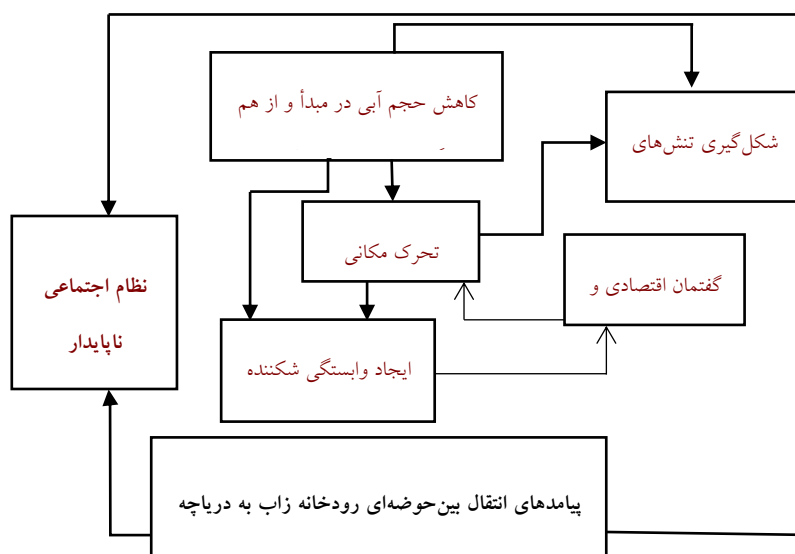 کاهش حجم آبی در مبدأ و از هم
شکل‌گیری تنش‌های
تحرک مکانی
گفتمان اقتصادی و
نظام اجتماعی
ناپایدار
ایجاد وابستگی شکننده
پیامدهای انتقال بین‌حوضه‌ای رودخانه زاب به دریاچه